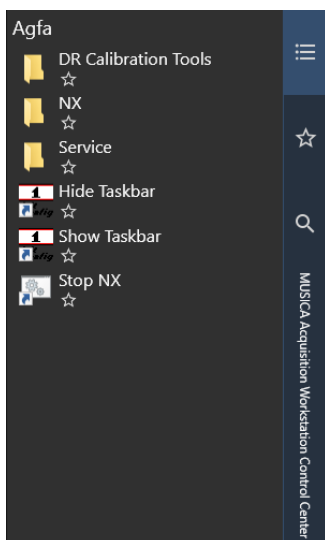 Agfa
DR Calibration Tools
NX
Service
Hide Taskbar
Show Taskbar
Stop NX
MUSICA Acquisition Workstation Control Center